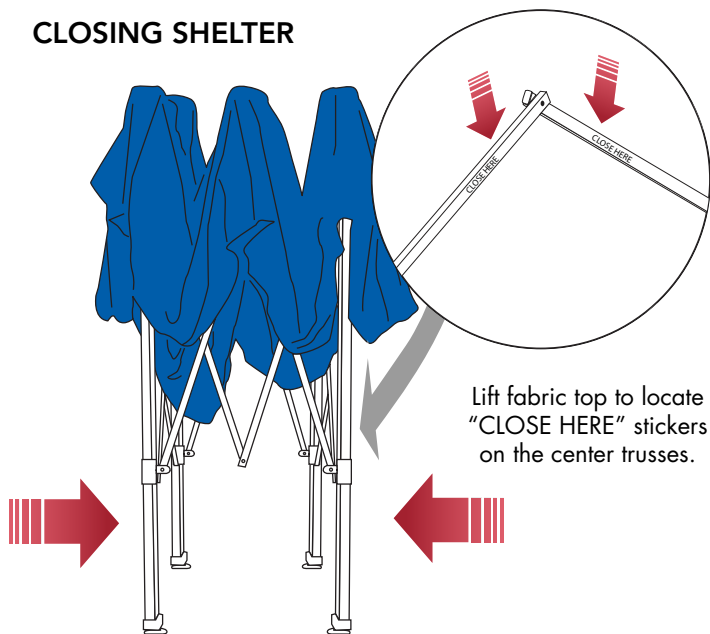 CLOSING SHELTER
CLOSE HERE
CLOSE HERE
Lift fabric top to locate
“CLOSE HERE” stickers
on the center trusses.